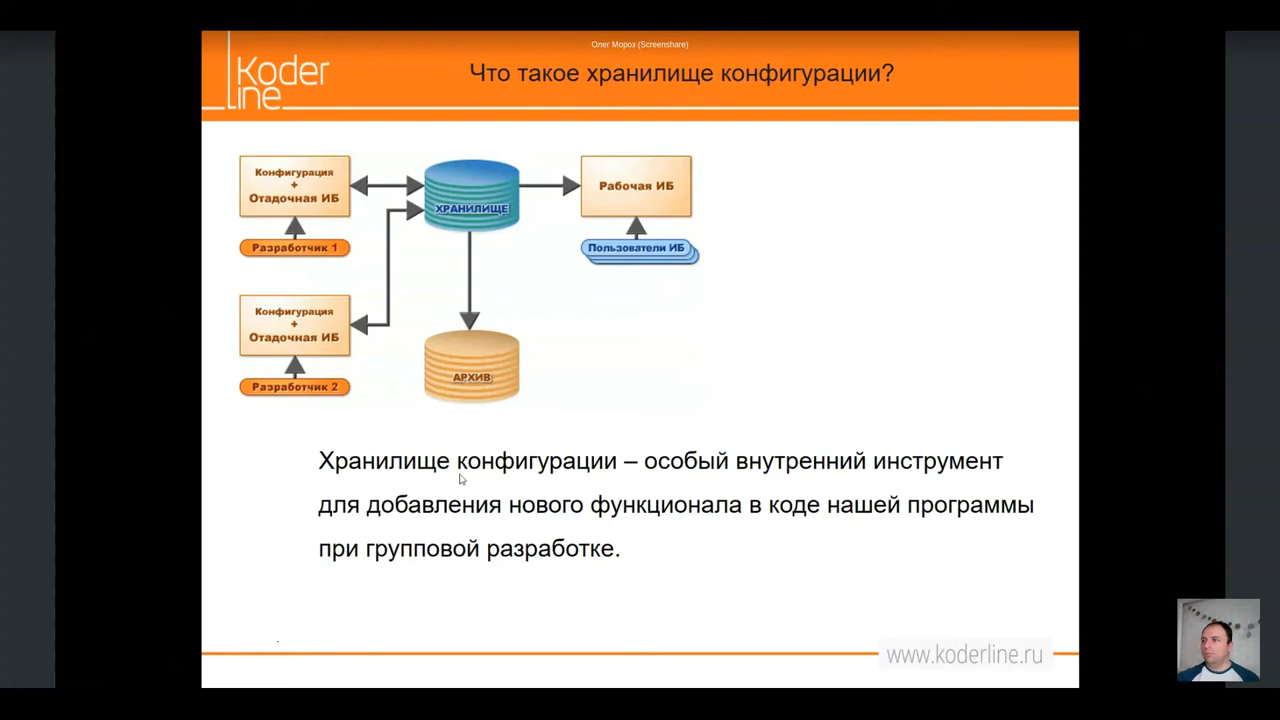 Олег Мороз (Screenshare)
Koder
line
Что такое хранилище конфигурации?
Конфигурация
+
Отадочная ИБ
Разработчик 1
ХРАНИЛИЩЕ
Рабочая ИБ
Пользователи ИБ
Конфигурация
+
Отадочная ИБ
Разработчик 2
АРХИВ
Хранилище конфигурации – особый внутренний инструмент
для добавления нового функционала в коде нашей программы
при групповой разработке.
www.koderline.ru